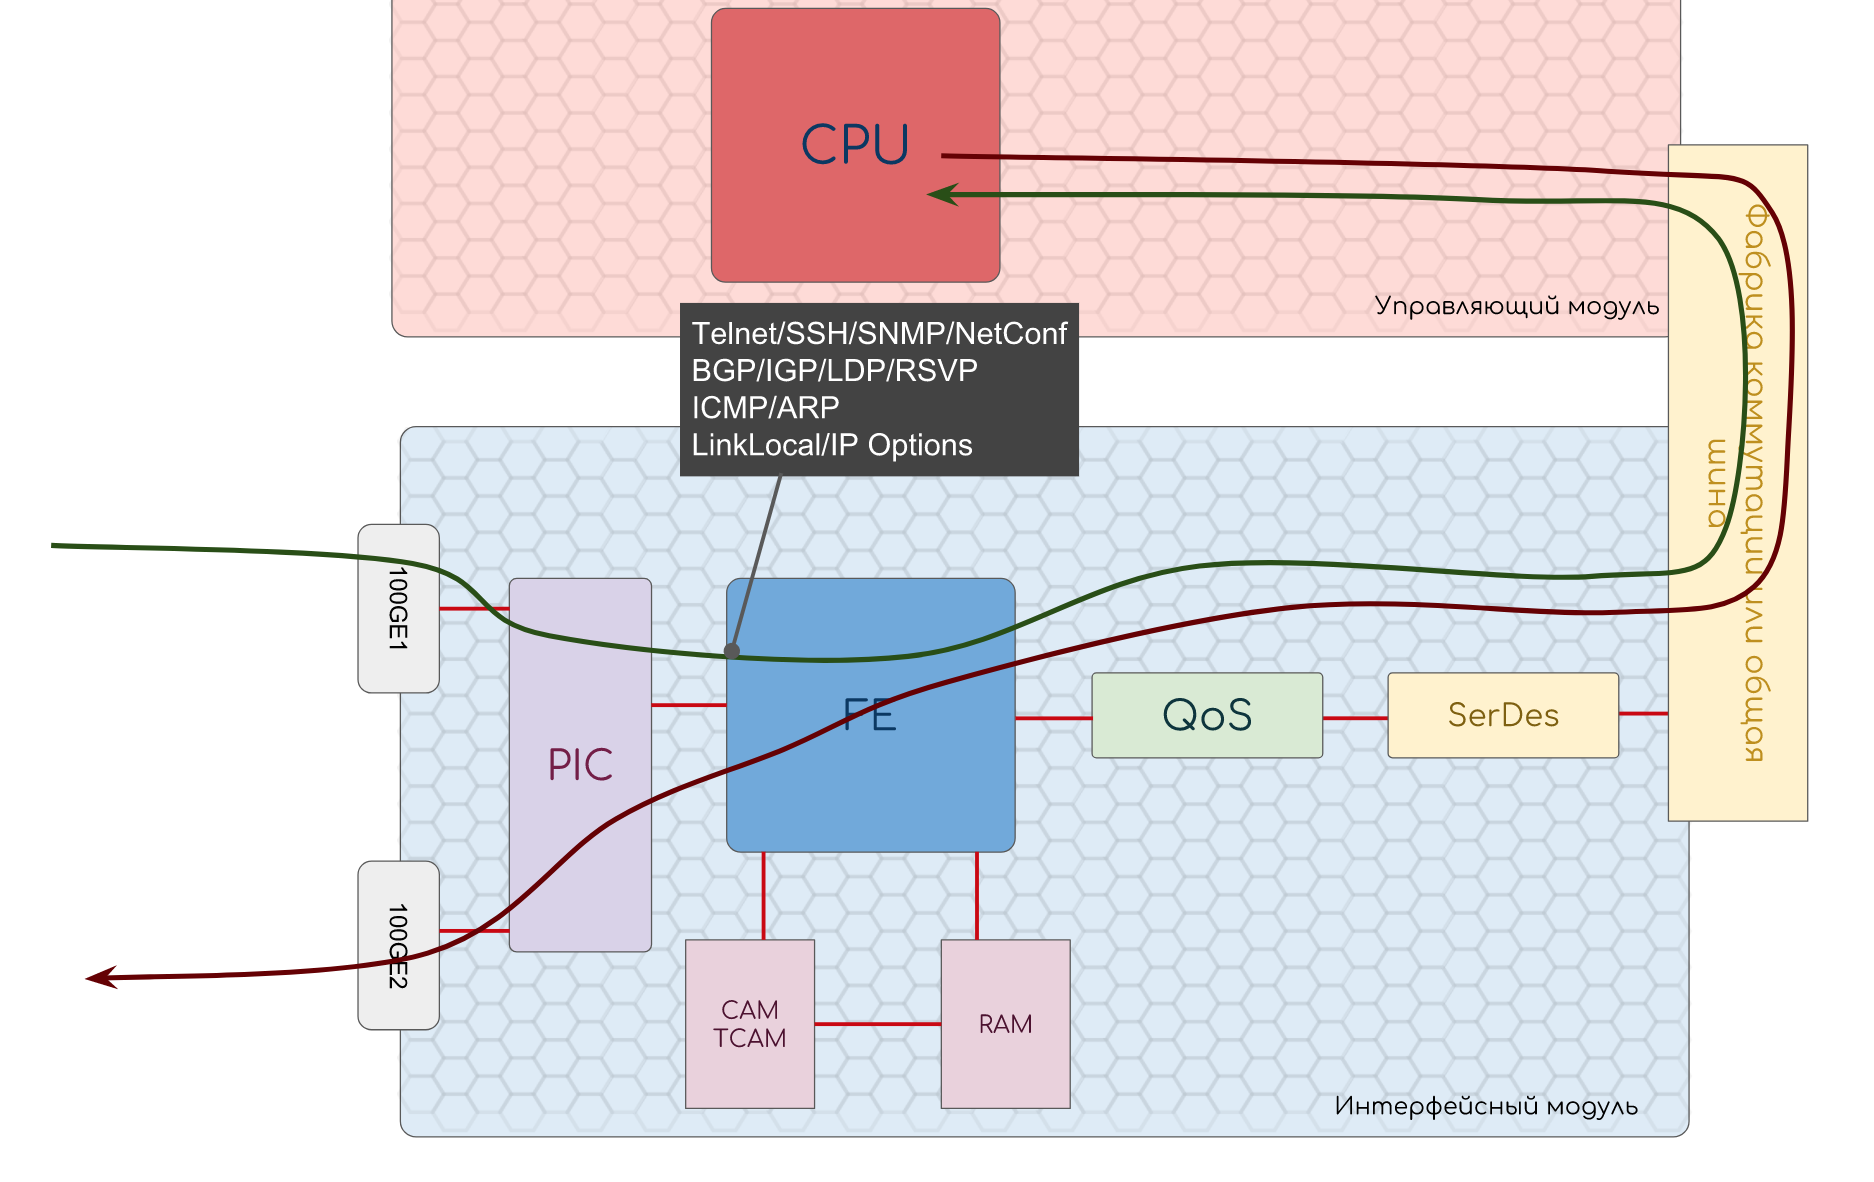 CPU
Управляющий модуль
Telnet/SSH/SNMP/NetConf
BGP/IGP/LDP/RSVP
ICMP/ARP
LinkLocal/IP Options
Фабрика коммутации или общая
шина
100GE1
PIC
FE
QoS
SerDes
100GE2
CAM
TCAM
RAM
Интерфейсный модуль